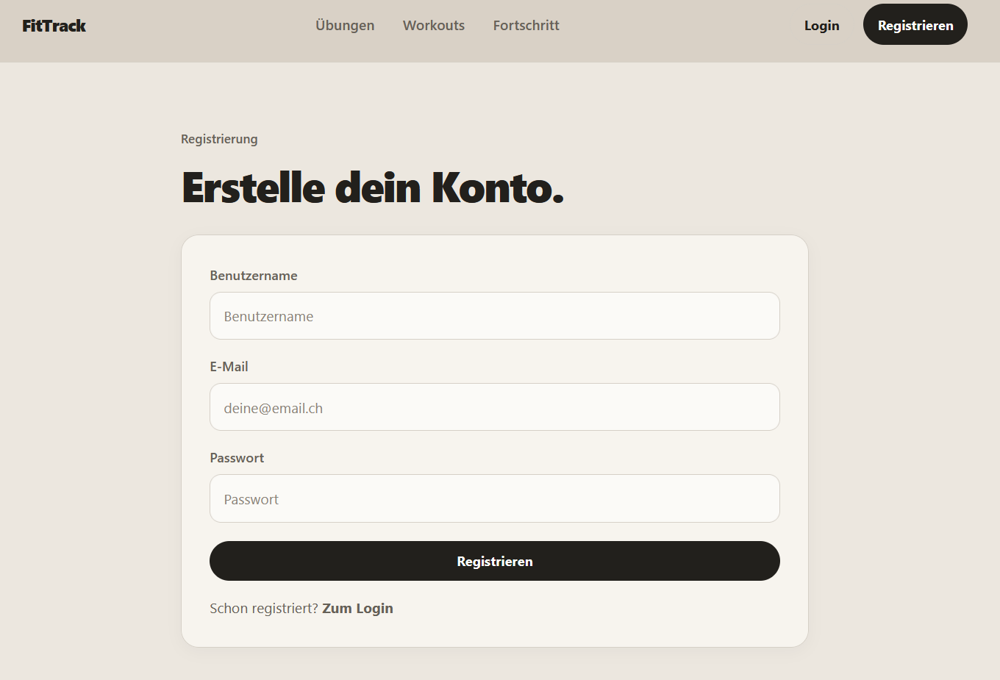 FitTrack Übungen Workouts Fortschritt Login Registrieren
Registrierung
Erstelle dein Konto.
Benutzername
Benutzername
E-Mail
deine@email.ch
Passwort
Passwort
Registrieren
Schon registriert? Zum Login